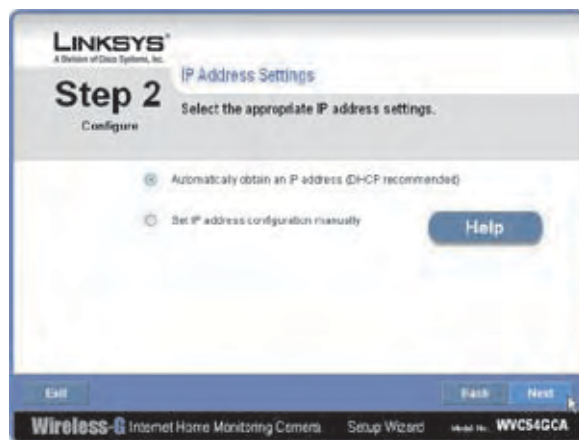 LINKSYS®
A Division of Cisco Systems, Inc.
Step 2
Configure
IP Address Settings
Select the appropriate IP address settings.
Automatically obtain an IP address (DHCP recommended)
Set IP address configuration manually
Help
Exit
Back
Next
Wireless-G Internet Home Monitoring Camera
Setup Wizard
Model No. WVC54GCA